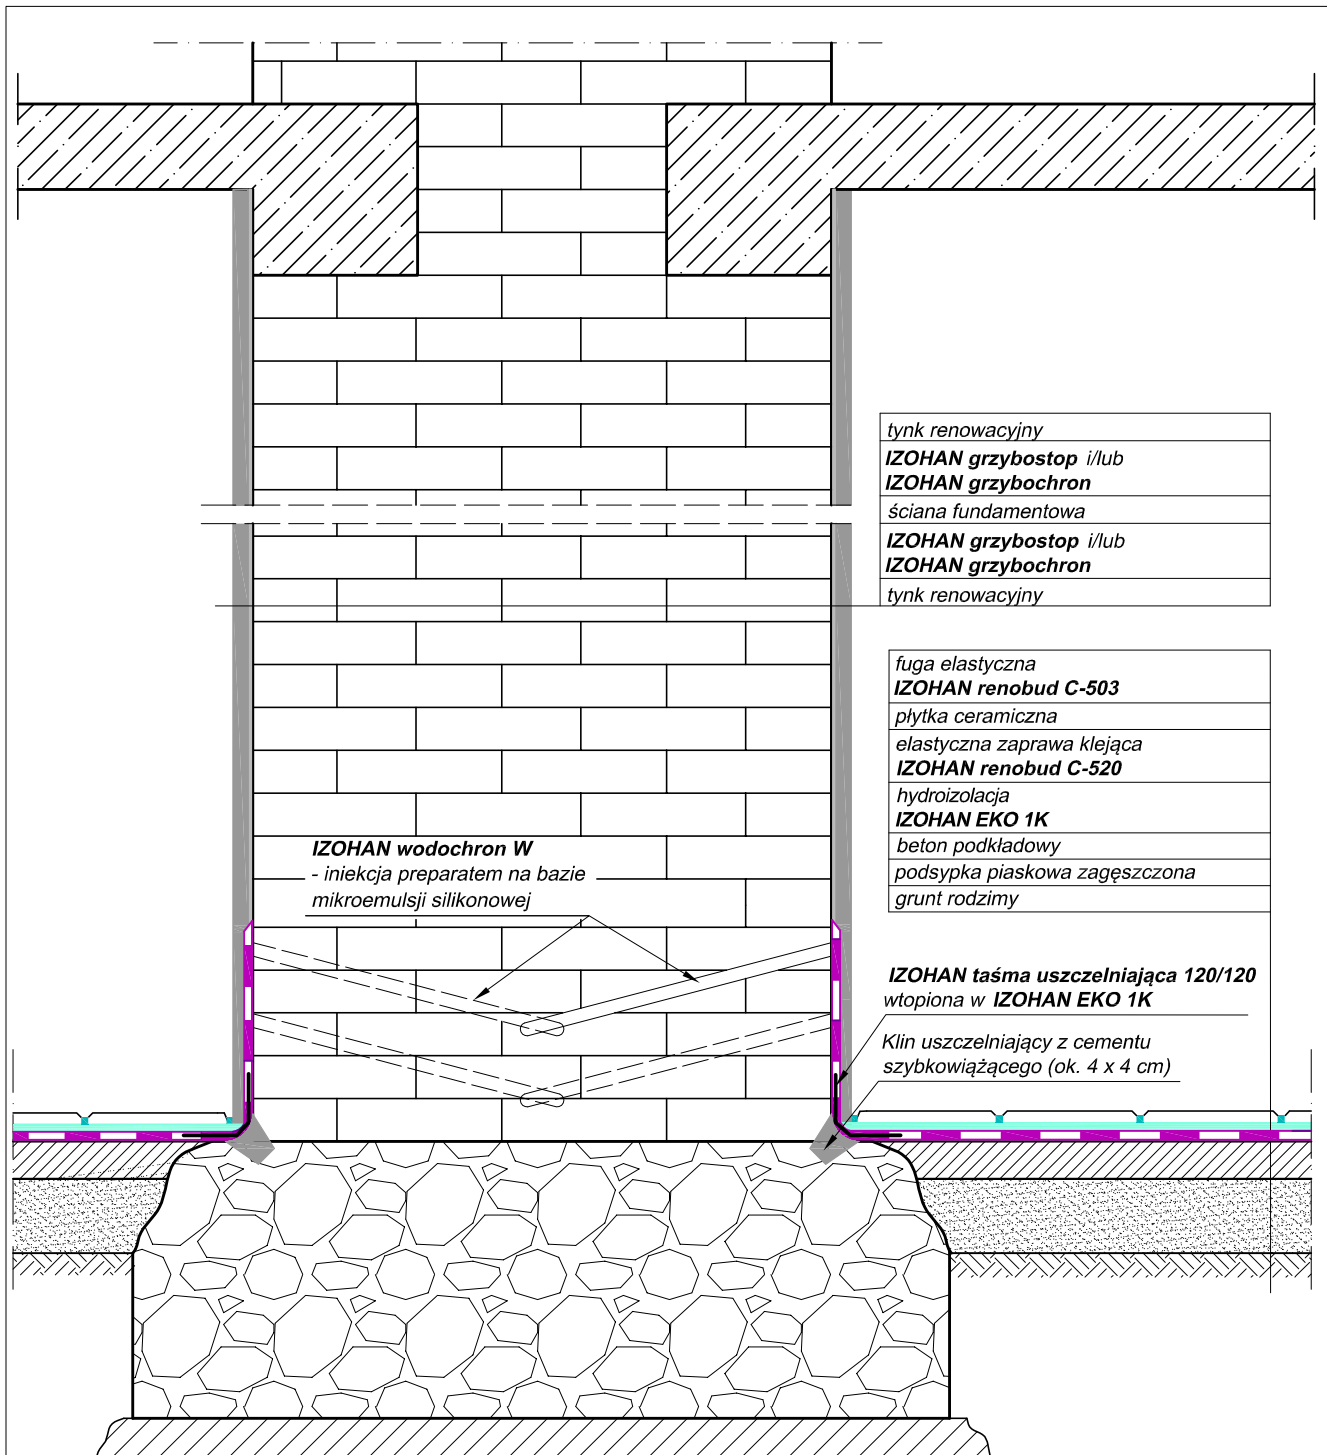 tynk renowacyjny
IZOHAN grzybostop i/lub
IZOHAN grzybochron
ściana fundamentowa
IZOHAN grzybostop i/lub
IZOHAN grzybochron
tynk renowacyjny
fuga elastyczna
IZOHAN renobud C-503
płytka ceramiczna
elastyczna zaprawa klejąca
IZOHAN renobud C-520
hydroizolacja
IZOHAN EKO 1K
beton podkładowy
podsypka piaskowa zagęszczona
grunt rodzimy
IZOHAN wodochron W
- iniekcja preparatem na bazie
mikroemulsji silikonowej
IZOHAN taśma uszczelniająca 120/120
wtopiona w IZOHAN EKO 1K
Klin uszczelniający z cementu
szybkowiążącego (ok. 4 x 4 cm)